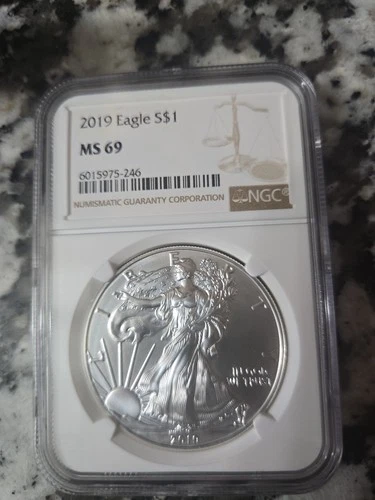 2019 Eagle S$1
MS 69
6015975-246
NUMISMATIC GUARANTY CORPORATION
NGC
LIBERTY
IN GOD
WE TRUST
2019